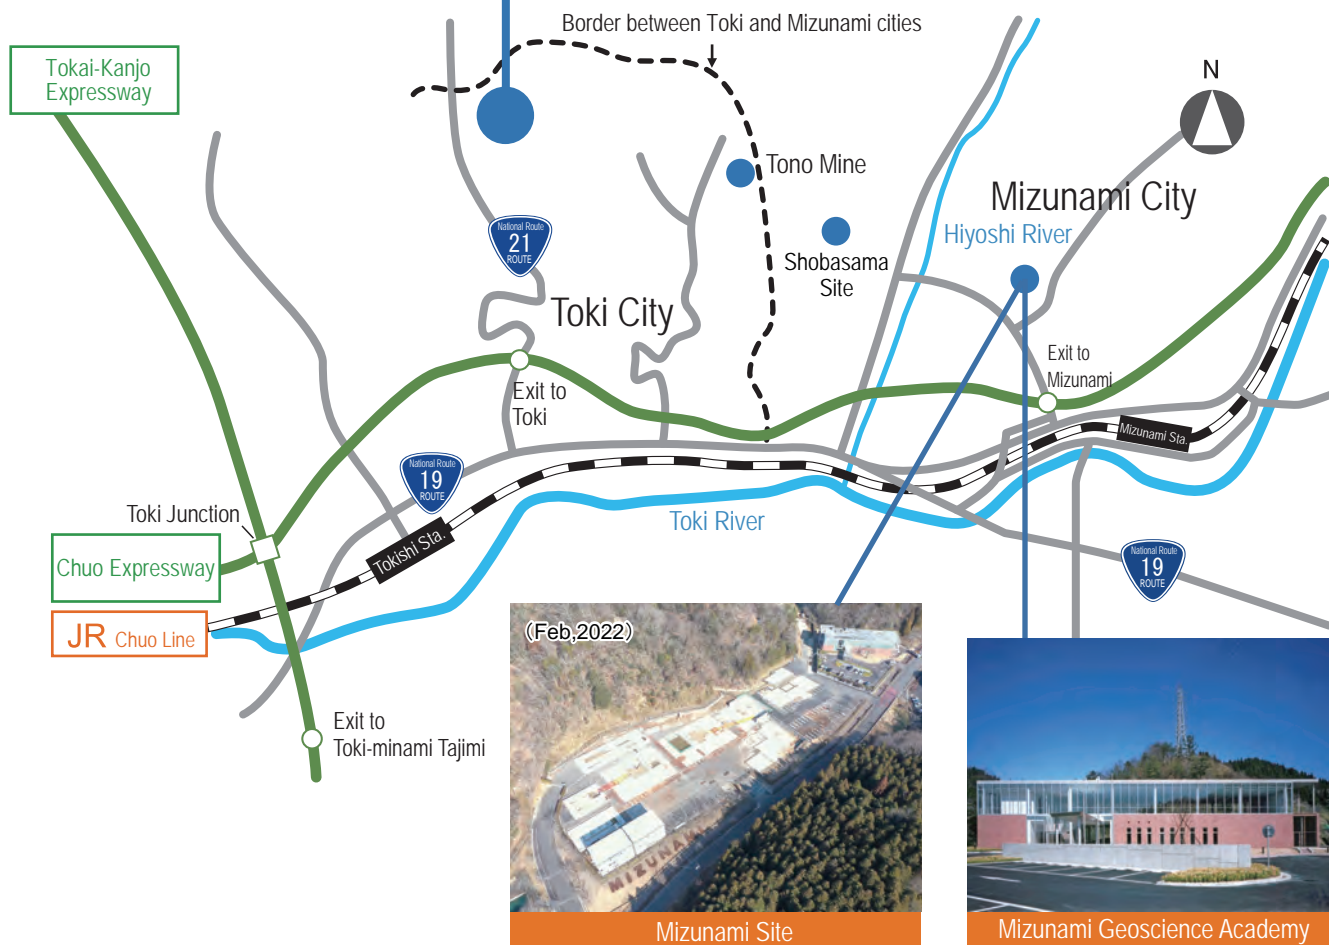 Border between Toki and Mizunami cities
Tokai-Kanjo
Expressway
N
Tono Mine
Mizunami City
National Route
21
ROUTE
Hiyoshi River
Shobasama
Site
Toki City
Exit to
Mizunami
Exit to
Toki
Mizunami Sta.
National Route
19
ROUTE
Toki Junction
Toki River
Tokishi Sta.
Chuo Expressway
National Route
19
ROUTE
JR Chuo Line
(Feb,2022)
Exit to
Toki-minami Tajimi
MIZUNAMI
Mizunami Site
Mizunami Geoscience Academy